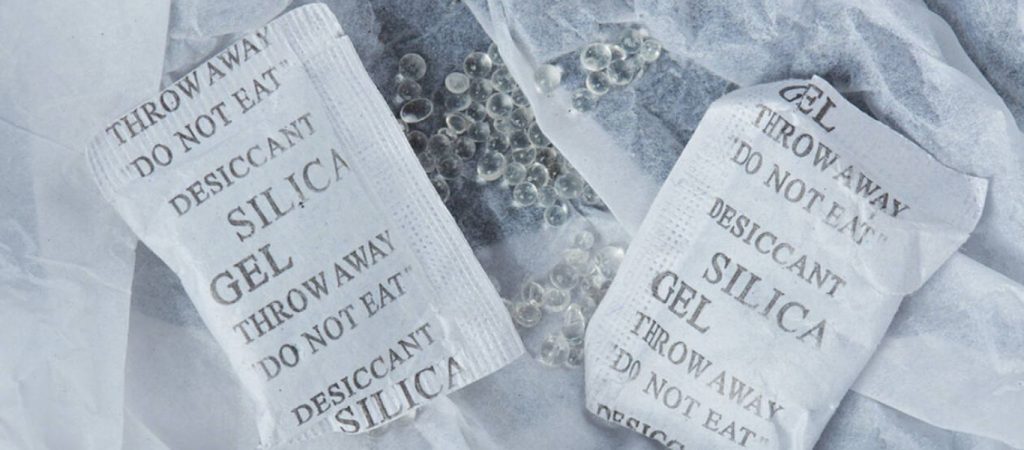 THROW AWAY
"DO NOT EAT"
DESICCANT
SILICA
GEL
THROW AWAY
"DO NOT EAT"
DESICCANT
SILICA
GEL
THROW AWAY
"DO NOT EAT"
DESICCANT
SILICA
GEL
THROW AWAY
"DO NOT EAT"
DESICCANT